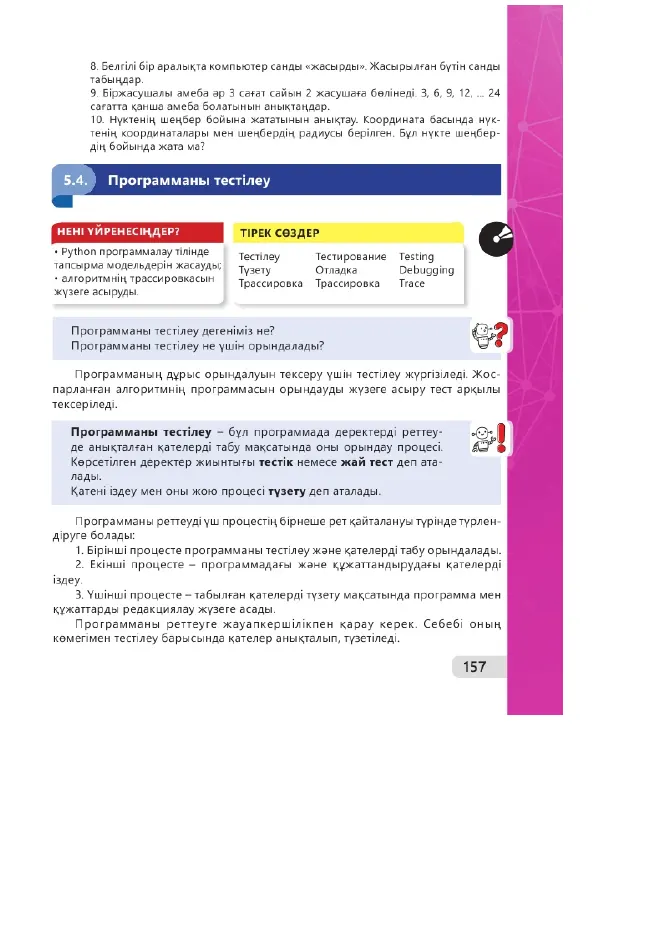 8. Белгілі бір аралықта компьютер санды «жасырды». Жасырылған бүтін санды
табыңдар.
9. Біржасушалы амеба әр 3 сағат сайын 2 жасушаға бөлінеді. 3, 6, 9, 12, ... 24
сағатта қанша амеба болатынын анықтаңдар.
10. Нүктенің шеңбер бойына жататынын анықтау. Координата басында нүк-
тенің координаталары мен шеңбердің радиусы берілген. Бұл нүкте шеңбер-
дің бойында жата ма?
5.4. Программаны тестілеу
НЕНІ ҮЙРЕНЕСІҢДЕР?
• Python программалау тілінде
тапсырма модельдерін жасауды;
• алгоритмнің трассировкасын
жүзеге асыруды.
ТІРЕК СӨЗДЕР
Тестілеу Тестирование Testing
Түзету Отладка Debugging
Трассировка Трассировка Trace
Программаны тестілеу дегеніміз не?
Программаны тестілеу не үшін орындалады?
Программаның дұрыс орындалуын тексеру үшін тестілеу жүргізіледі. Жос-
парланған алгоритмнің программасын орындауды жүзеге асыру тест арқылы
тексеріледі.
Программаны тестілеу – бұл программада деректерді реттеу-
де анықталған қателерді табу мақсатында оны орындау процесі.
Көрсетілген деректер жиынтығы тестік немесе жай тест деп ата-
лады.
Қатені іздеу мен оны жою процесі түзету деп аталады.
Программаны реттеуді үш процестің бірнеше рет қайталануы түрінде түрлен-
діруге болады:
1. Бірінші процесте программаны тестілеу және қателерді табу орындалады.
2. Екінші процесте – программадағы және құжаттандырудағы қателерді
іздеу.
3. Үшінші процесте – табылған қателерді түзету мақсатында программа мен
құжаттарды редакциялау жүзеге асады.
Программаны реттеуге жауапкершілікпен қарау керек. Себебі оның
көмегімен тестілеу барысында қателер анықталып, түзетіледі.
157